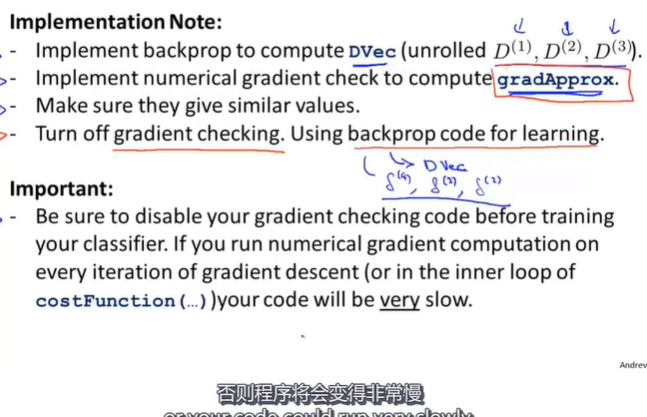 Implementation Note:
- Implement backprop to compute DVec (unrolled D(1), D(2), D(3)).
- Implement numerical gradient check to compute gradApprox.
- Make sure they give similar values.
- Turn off gradient checking. Using backprop code for learning.
DVec
δ(4), δ(3), δ(2)
Important:
- Be sure to disable your gradient checking code before training
your classifier. If you run numerical gradient computation on
every iteration of gradient descent (or in the inner loop of
costFunction(…))your code will be very slow.
Andrew
否则程序将会变得非常慢
or your code could run very slowly